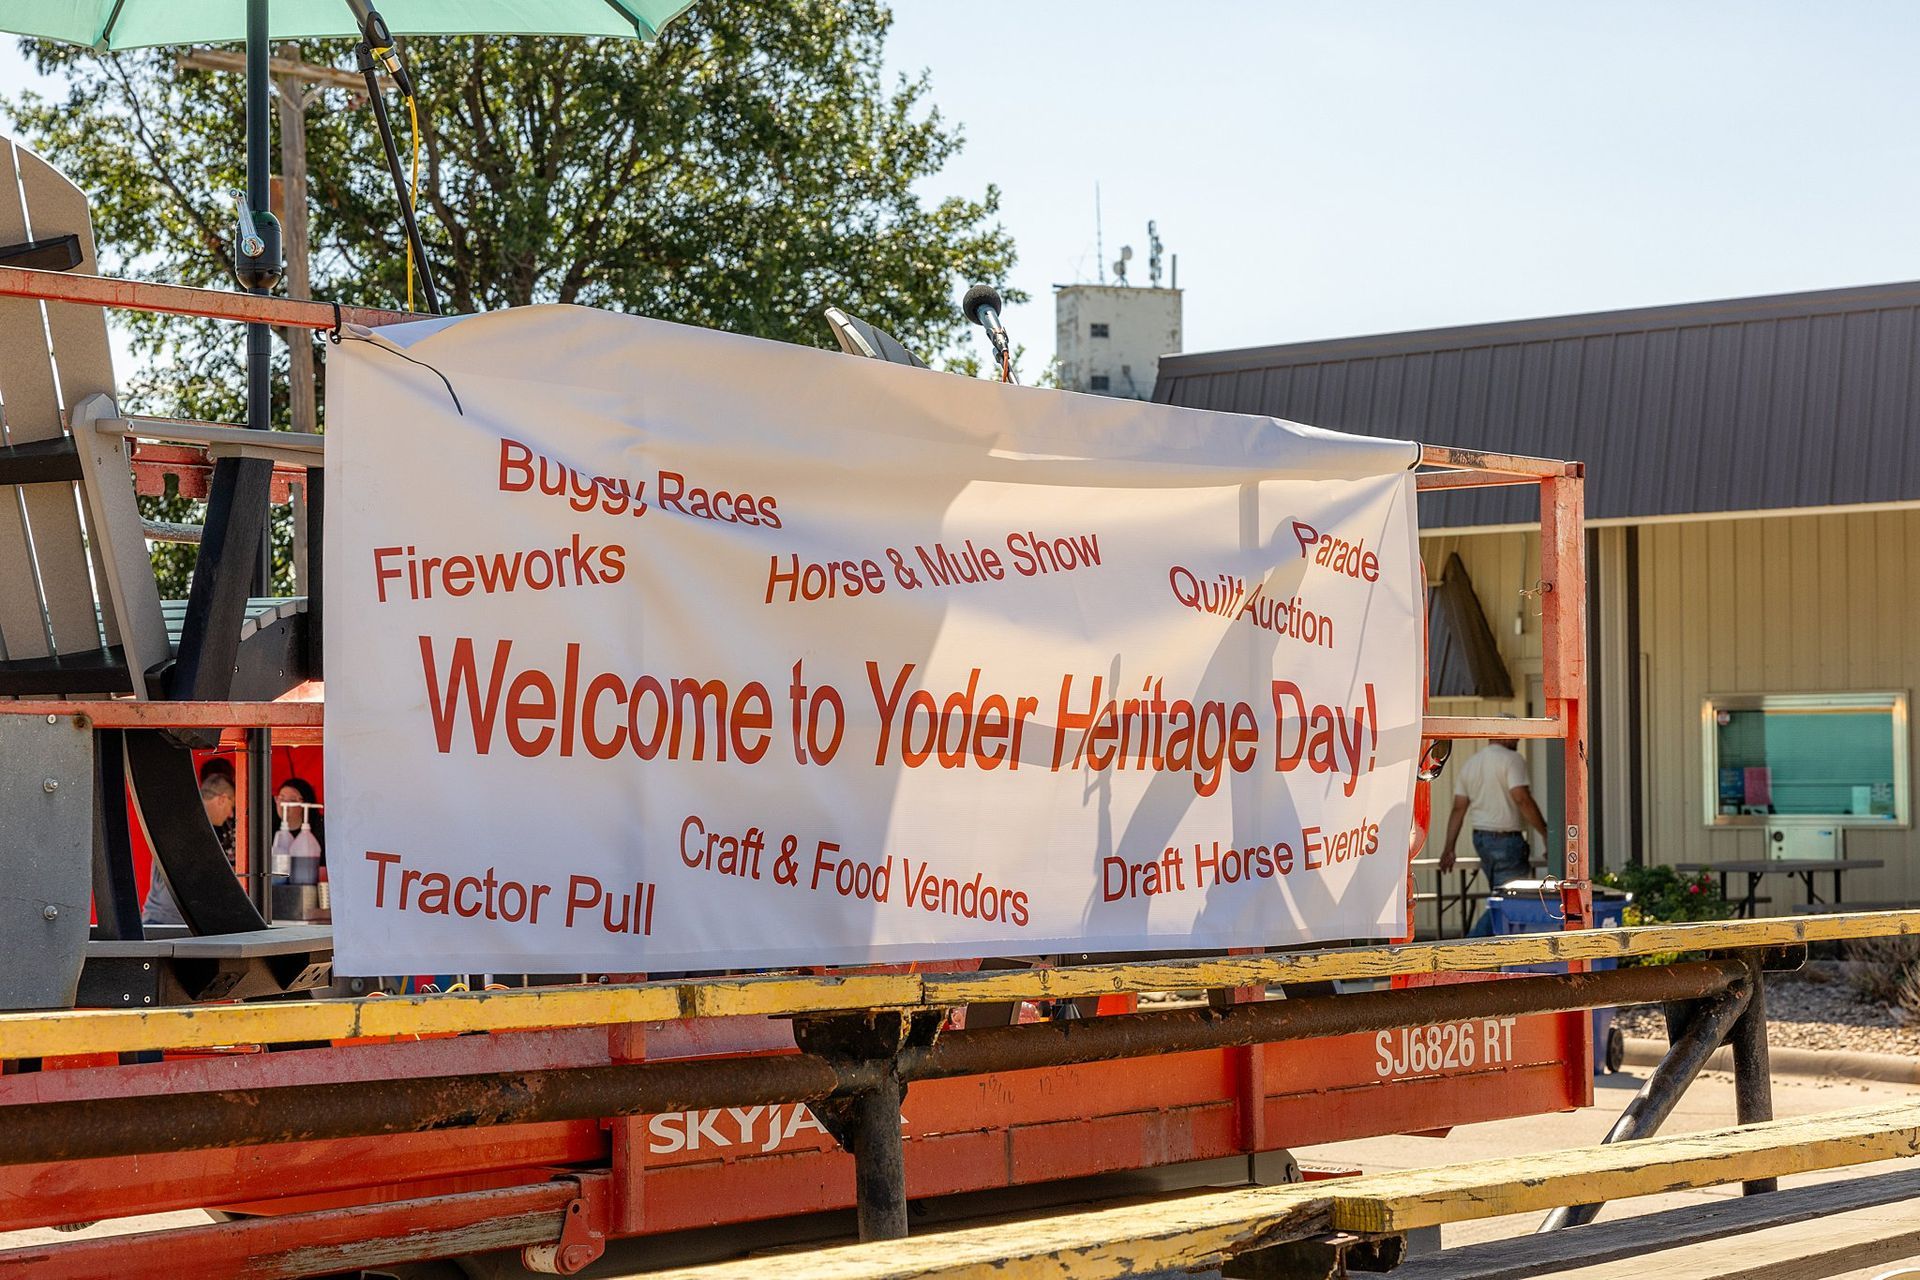 Buggy Races
Fireworks
Horse & Mule Show
Parade
Quilt Auction
Welcome to Yoder Heritage Day!
Tractor Pull
Craft & Food Vendors
Draft Horse Events
SJ6826 RT
SKYJA